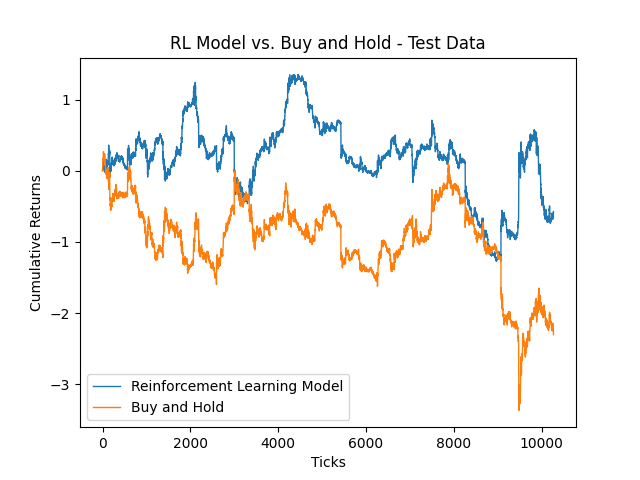 RL Model vs. Buy and Hold - Test Data
Cumulative Returns
1
0
−1
−2
−3
Reinforcement Learning Model
Buy and Hold
0 2000 4000 6000 8000 10000
Ticks